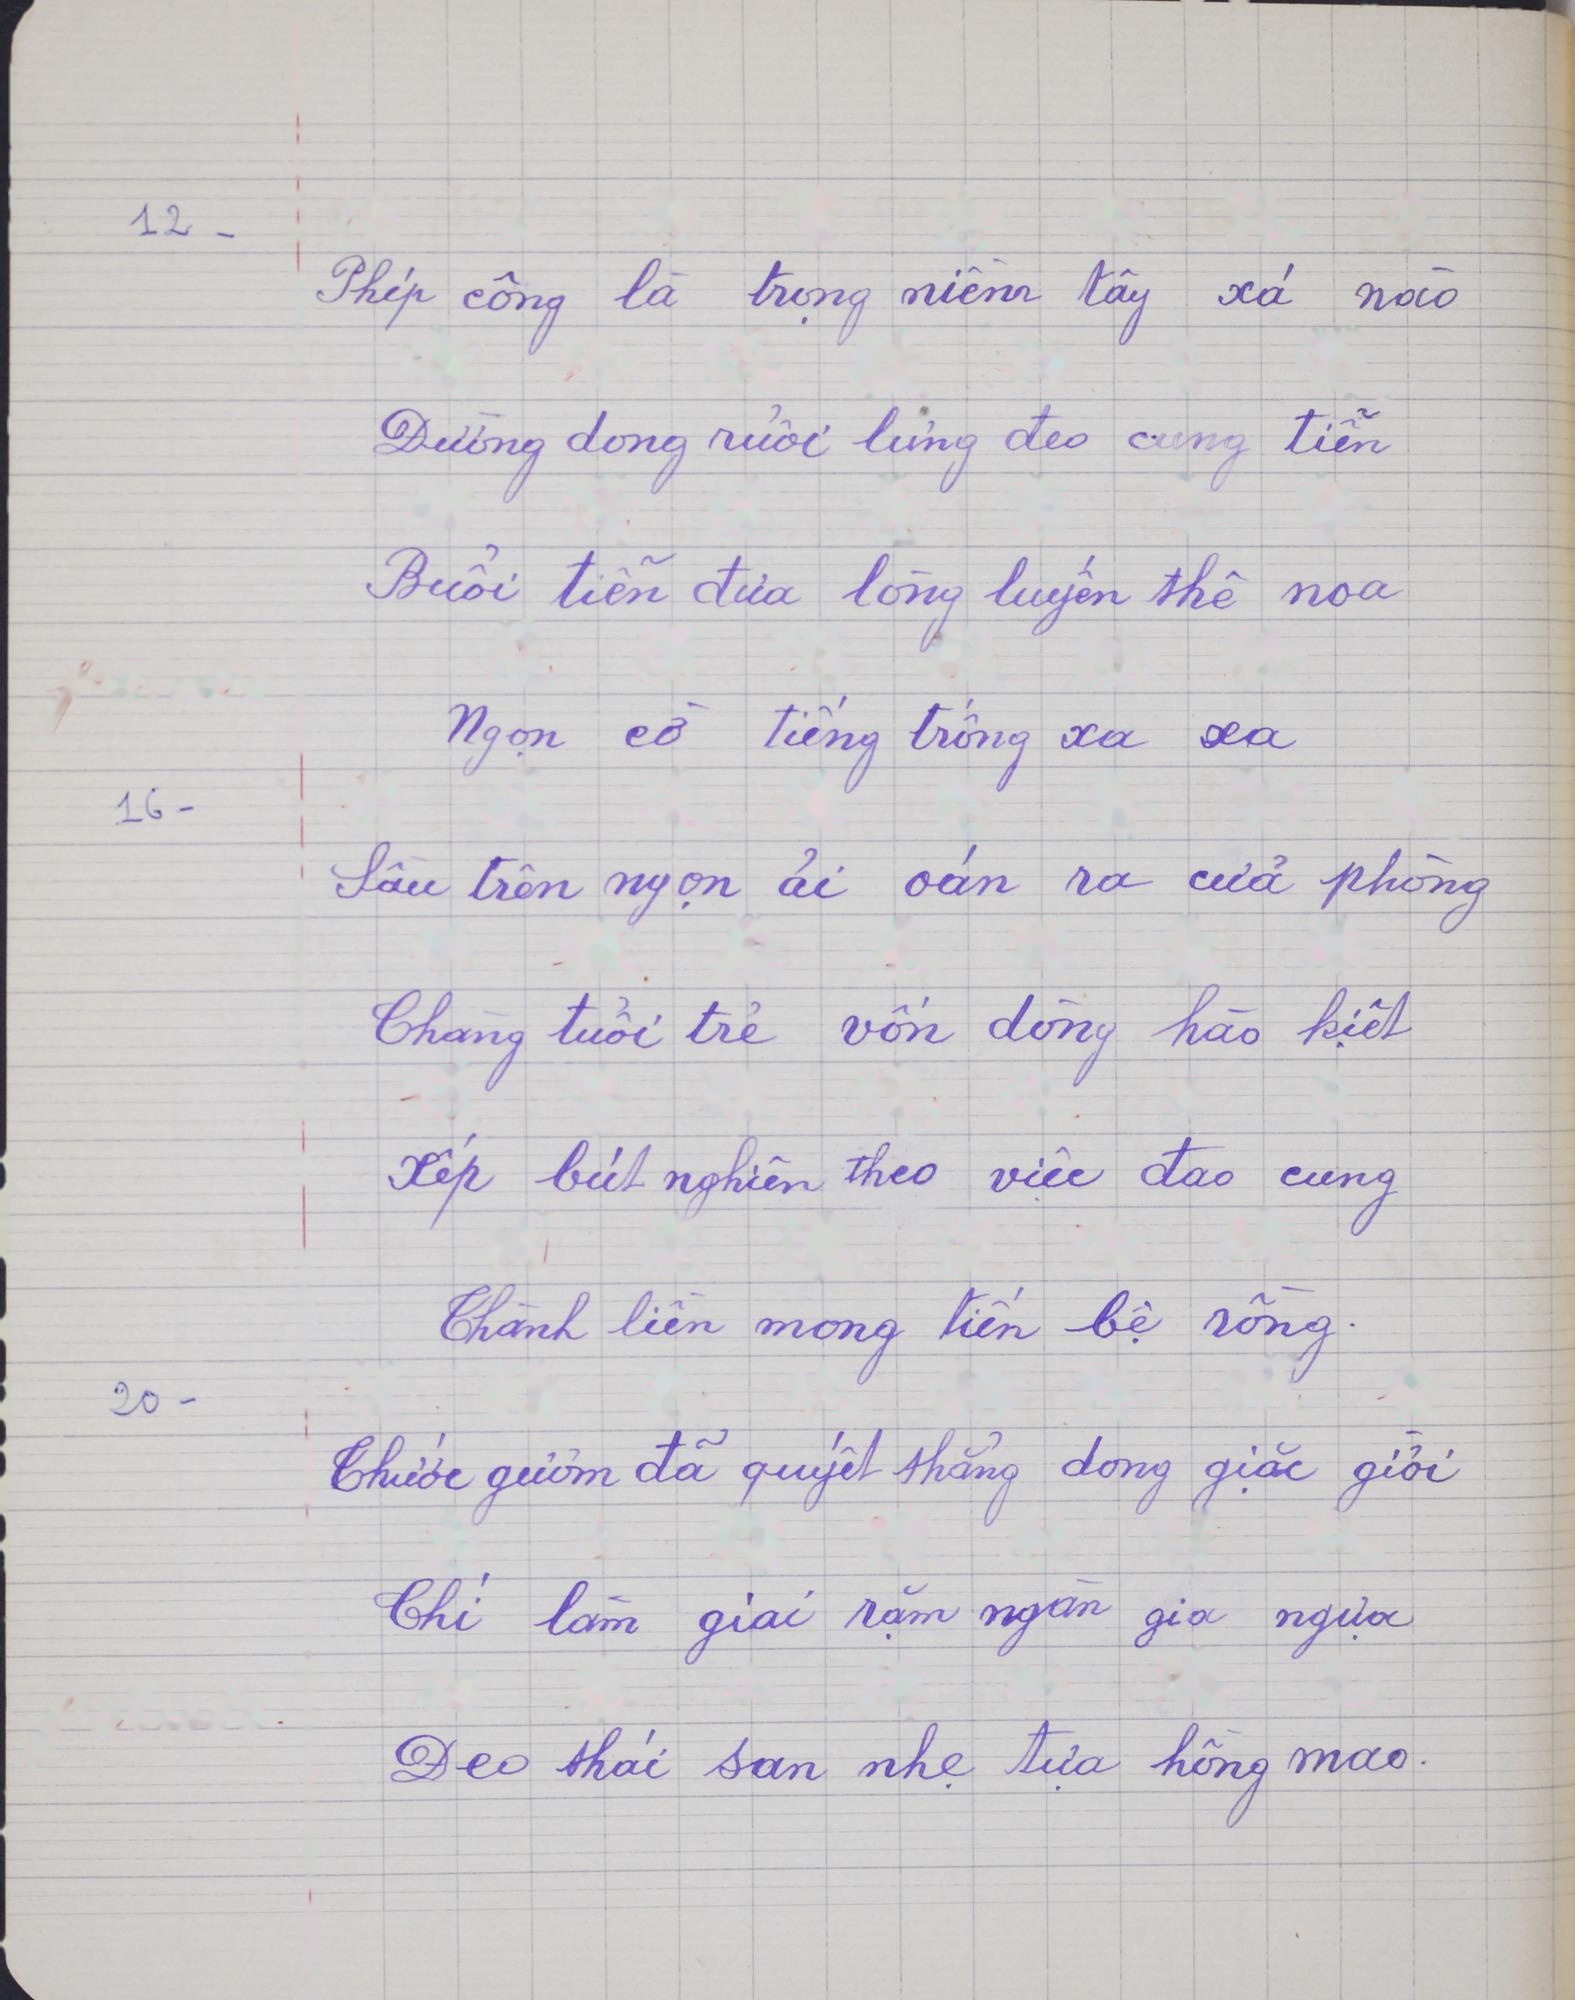 12 -
Phép công là trọng niềm tây xá nào
Đường dong ruổi lưng đeo cung tiễn
Buổi tiễn đưa lòng luyến thê noa
Ngọn cờ tiếng trống xa xa
16 -
Sầu trên ngọn ải oán ra cửa phòng
Chàng tuổi trẻ vốn dòng hào kiệt
Xếp bút nghiên theo việc đao cung
Thành liền mong tiến bệ rồng.
20 -
Thước gươm đã quyết thẳng dong giặc giời
Chí làm giai rặm ngàn gia ngựa
Deo thái san nhẹ tựa hồng mao.